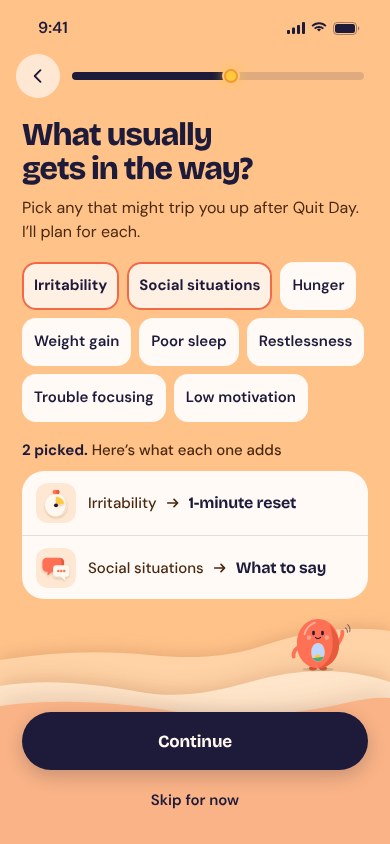 9:41
What usually
gets in the way?
Pick any that might trip you up after Quit Day.
I’ll plan for each.
Irritability
Social situations
Hunger
Weight gain
Poor sleep
Restlessness
Trouble focusing
Low motivation
2 picked. Here’s what each one adds
Irritability → 1-minute reset
Social situations → What to say
Continue
Skip for now